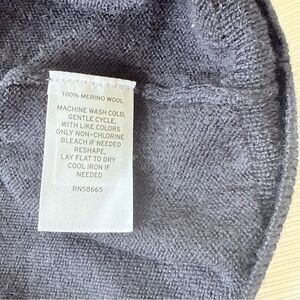 100% MERINO WOOL
MACHINE WASH COLD,
GENTLE CYCLE,
WITH LIKE COLORS
ONLY NON-CHLORINE
BLEACH IF NEEDED
RESHAPE,
LAY FLAT TO DRY
COOL IRON IF
NEEDED
RN58665